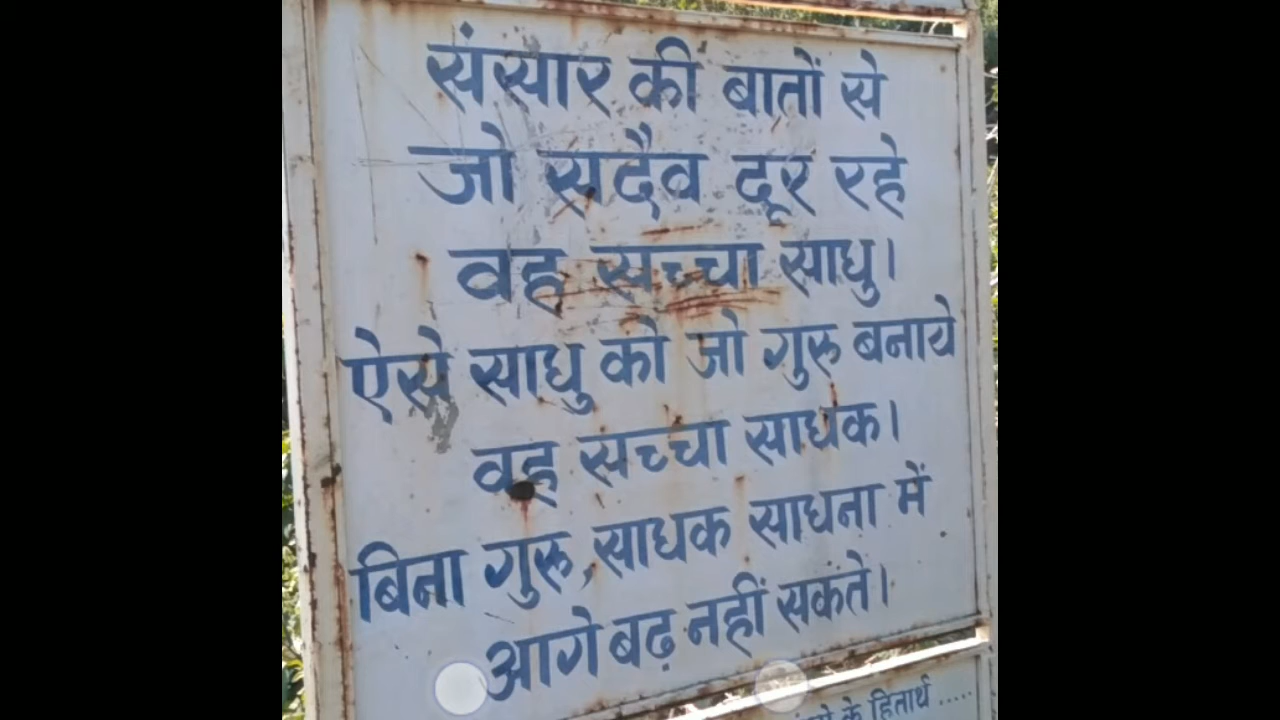 संसार की बातों से
जो सदैव दूर रहे
वह सच्चा साधु।
ऐसे साधु को जो गुरु बनाये
वह सच्चा साधक।
बिना गुरु, साधक साधना में
आगे बढ़ नहीं सकते।
के हितार्थ .....